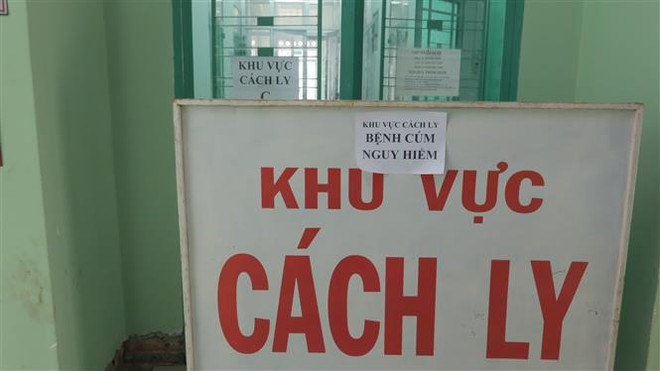 KHU VỰC
CÁCH LY
C
KHU VỰC CÁCH LY
BỆNH CÚM
NGUY HIỂM
KHU VỰC
CÁCH LY